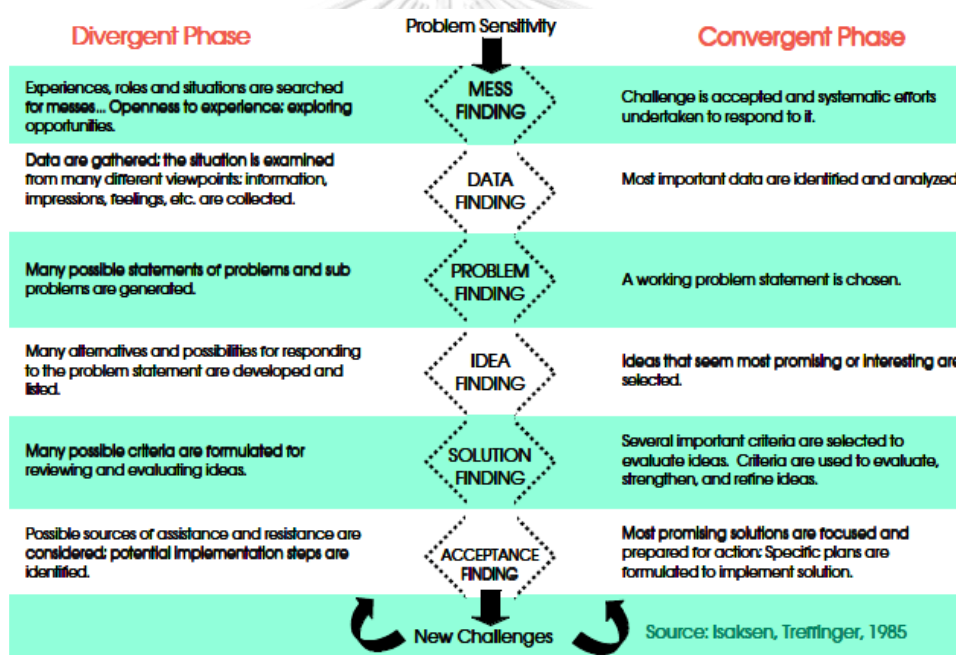 Problem Sensitivity
Divergent Phase
Convergent Phase
Experiences, roles and situations are searched
for messes... Openness to experience; exploring
opportunities.
MESS
FINDING
Challenge is accepted and systematic efforts
undertaken to respond to it.
Data are gathered; the situation is examined
from many different viewpoints; information,
impressions, feelings, etc. are collected.
DATA
FINDING
Most important data are identified and analyzed
Many possible statements of problems and sub
problems are generated.
PROBLEM
FINDING
A working problem statement is chosen.
Many alternatives and possibilities for responding
to the problem statement are developed and
listed.
IDEA
FINDING
Ideas that seem most promising or interesting are
selected.
Many possible criteria are formulated for
reviewing and evaluating ideas.
SOLUTION
FINDING
Several important criteria are selected to
evaluate ideas. Criteria are used to evaluate,
strengthen, and refine ideas.
Possible sources of assistance and resistance are
considered; potential implementation steps are
identified.
ACCEPTANCE
FINDING
Most promising solutions are focused and
prepared for action; Specific plans are
formulated to implement solution.
New Challenges
Source: Isaksen, Treffinger, 1985